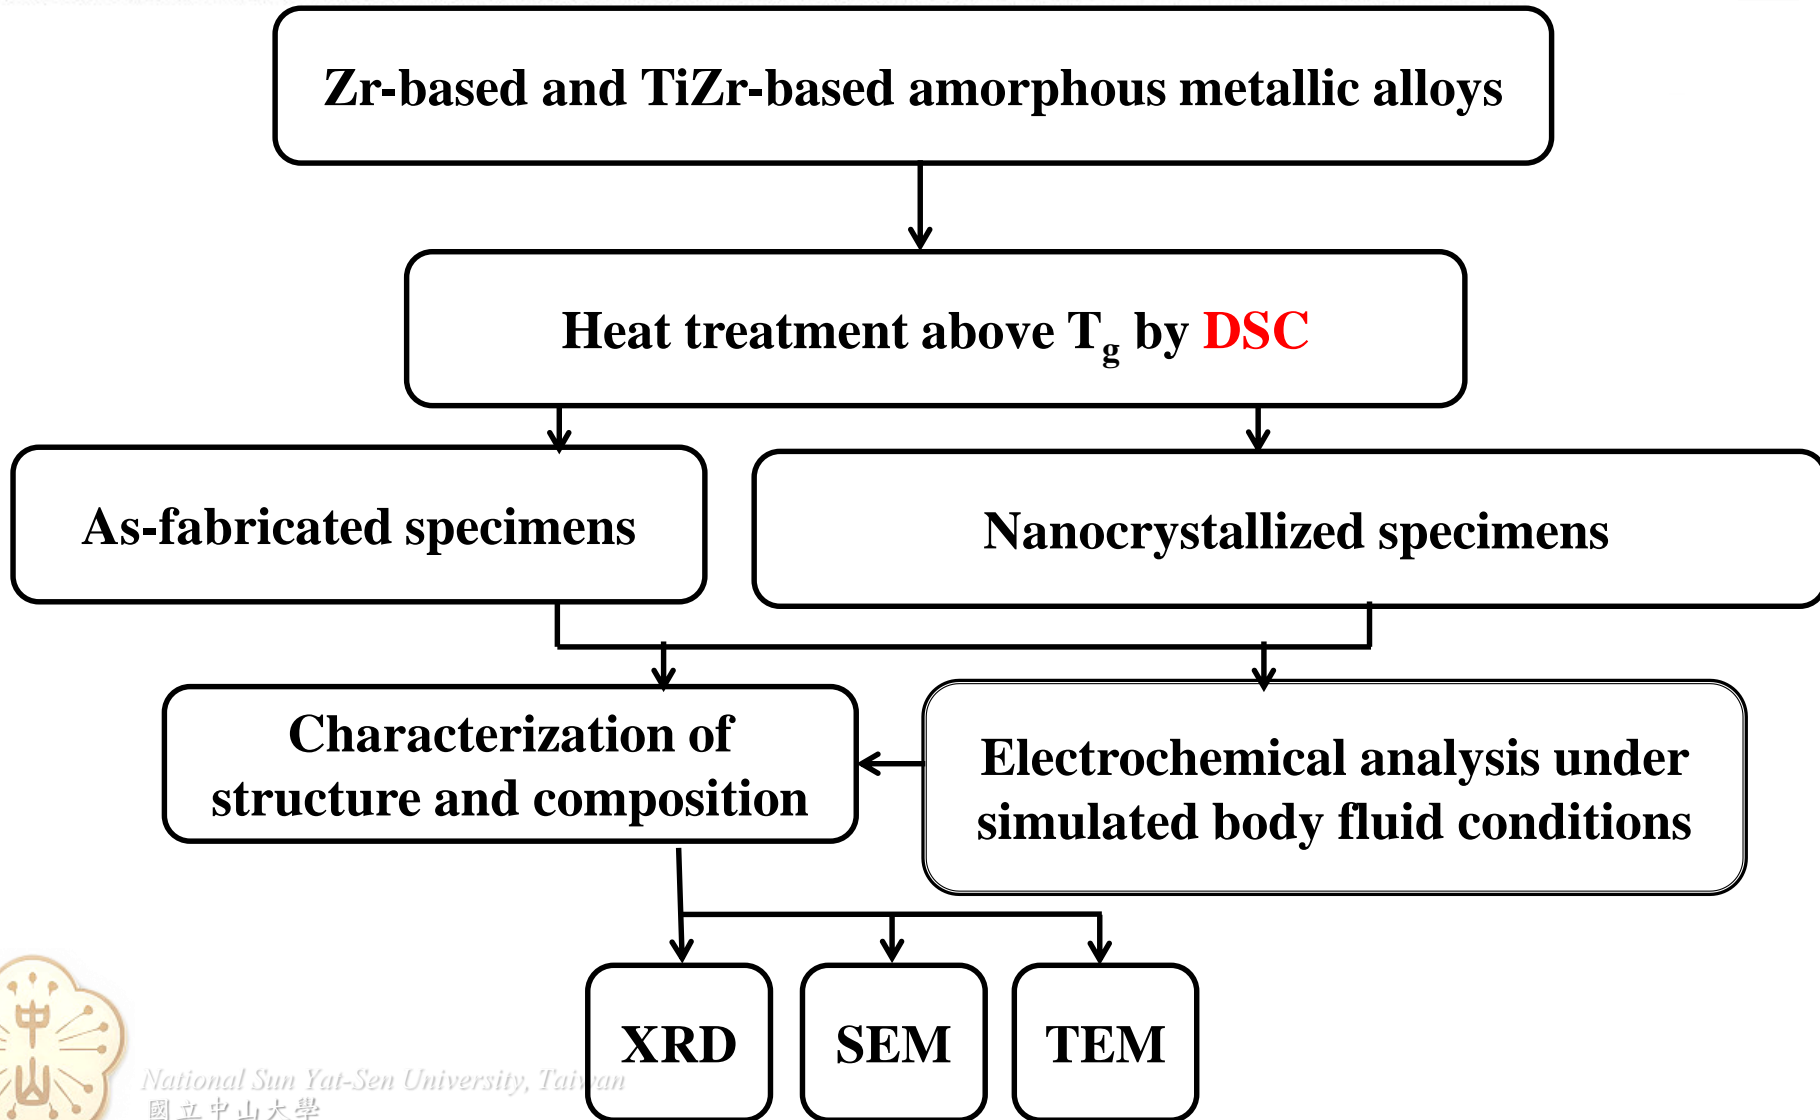 Zr-based and TiZr-based amorphous metallic alloys
Heat treatment above Tg by DSC
As-fabricated specimens
Nanocrystallized specimens
Characterization of
structure and composition
Electrochemical analysis under
simulated body fluid conditions
XRD
SEM
TEM
中山
National Sun Yat-Sen University, Taiwan
國立中山大學